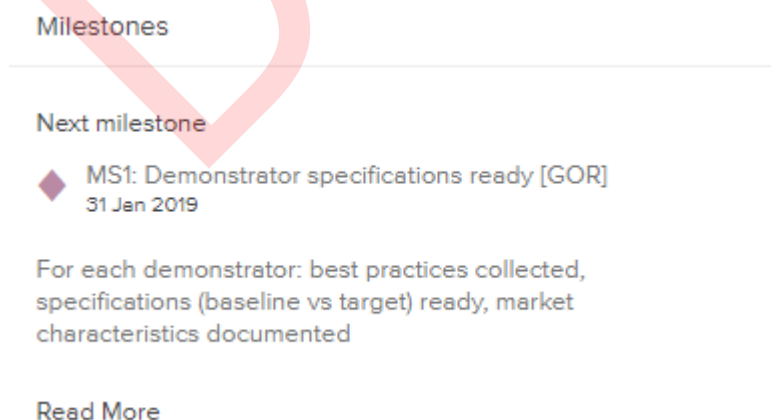 Milestones
Next milestone
MS1: Demonstrator specifications ready [GOR]
31 Jan 2019
For each demonstrator: best practices collected,
specifications (baseline vs target) ready, market
characteristics documented
Read More